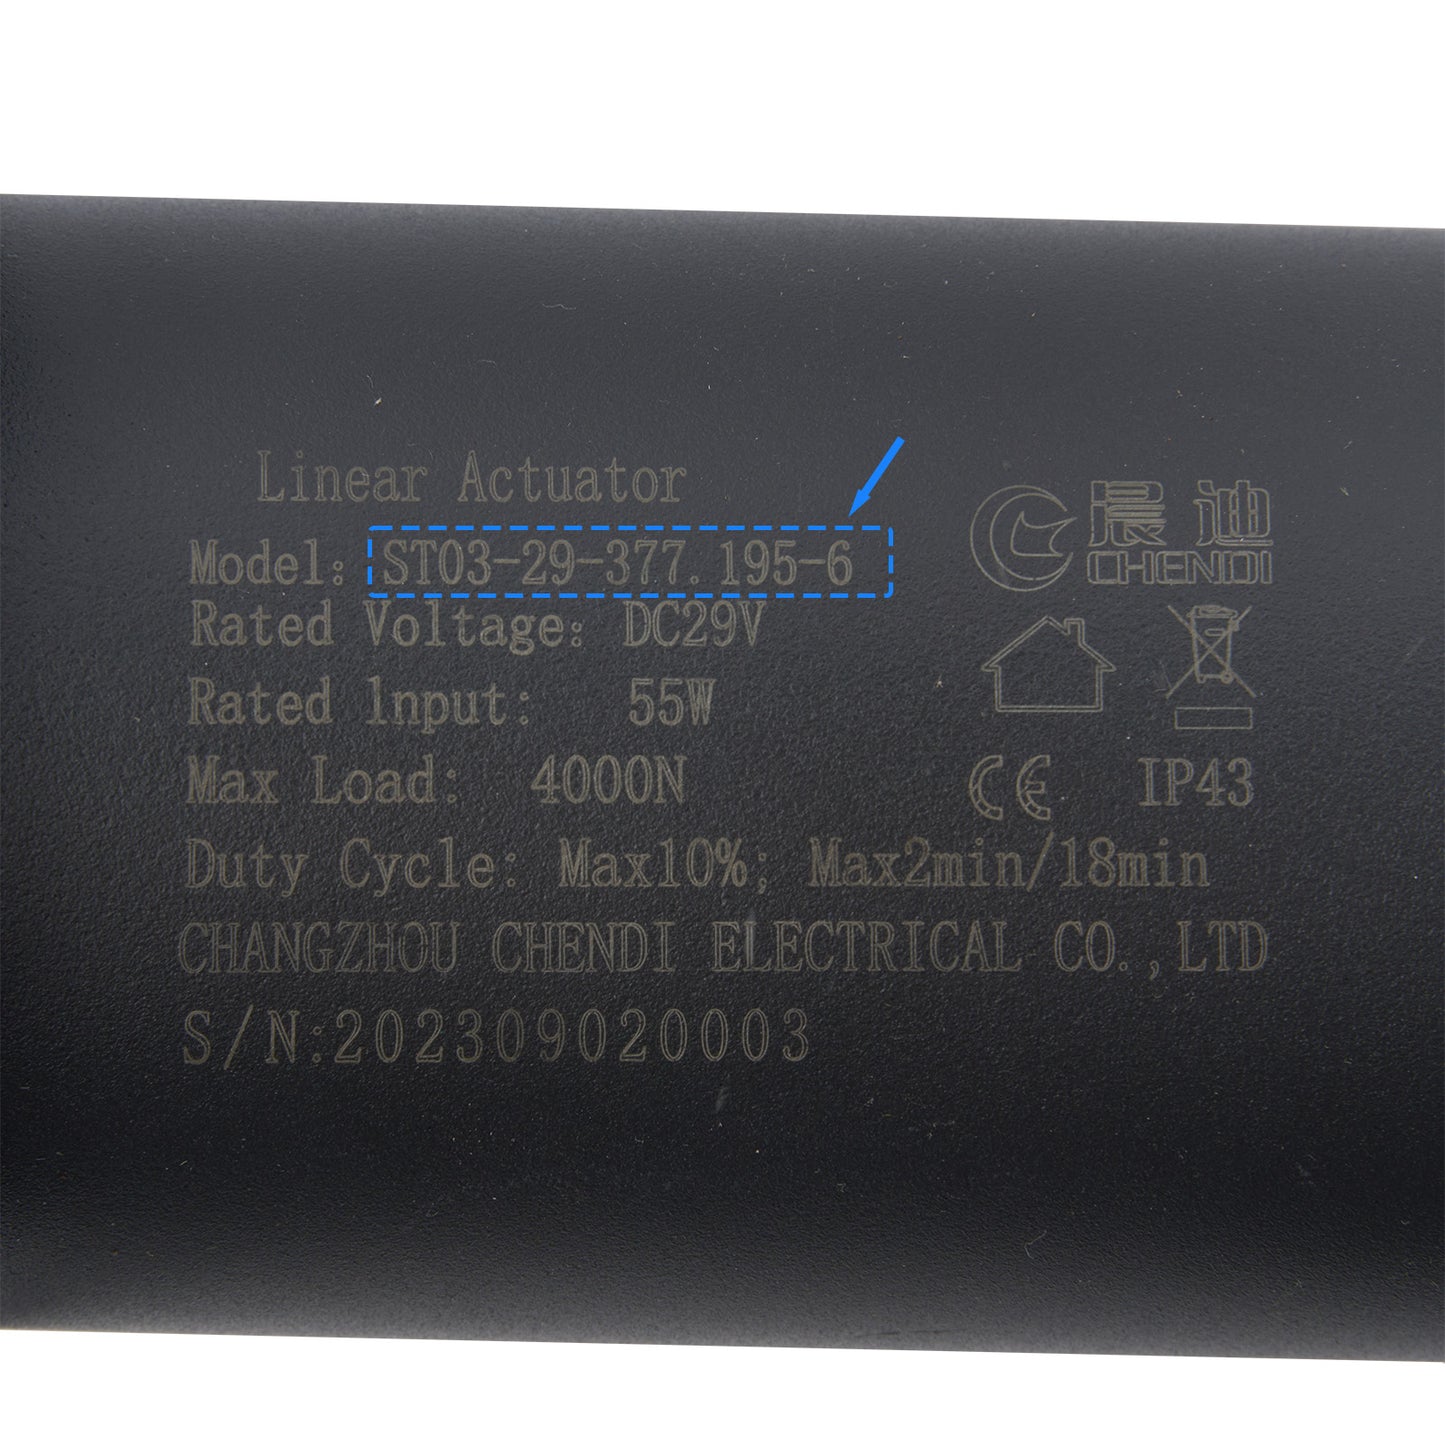 Linear Actuator
Model: ST03-29-377.195-6
晨迪
CHENDI
Rated Voltage: DC29V
Rated lnput: 55W
Max Load: 4000N
CE IP43
Duty Cycle: Max10%; Max2min/18min
CHANGZHOU CHENDI ELECTRICAL CO.,LTD
S/N:202309020003